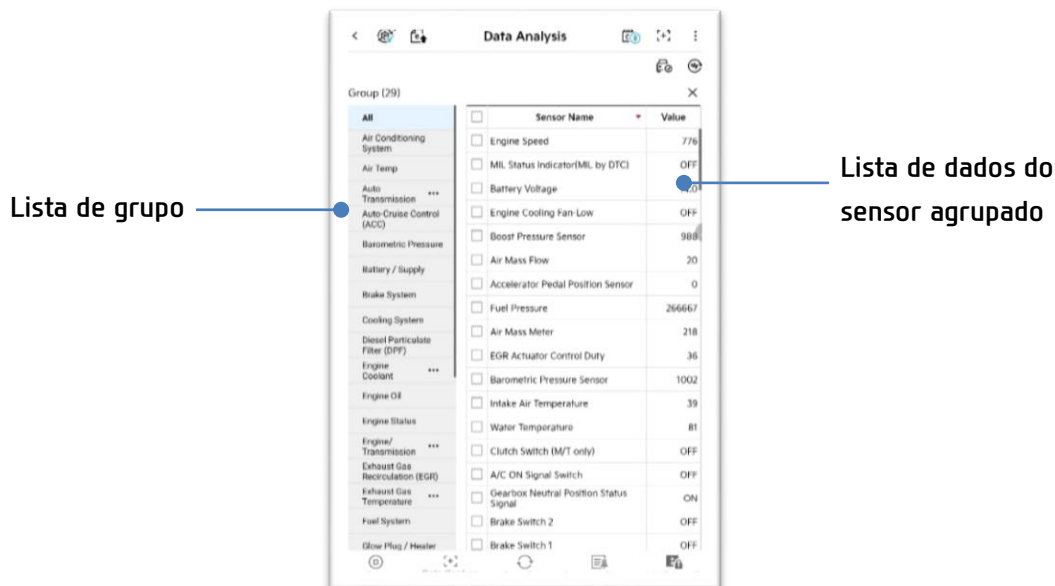 Data Analysis
Group (29)
All
Air Conditioning
System
Air Temp
Auto
Transmission
Auto-Cruise Control
(ACC)
Barometric Pressure
Battery / Supply
Brake System
Cooling System
Diesel Particulate
Filter (DPF)
Engine
Coolant
Engine Oil
Engine Status
Engine/
Transmission
Exhaust Gas
Recirculation (EGR)
Exhaust Gas
Temperature
Fuel System
Glow Plug / Heater
Sensor Name Value
Engine Speed 776
MIL Status Indicator(MIL by DTC) OFF
Battery Voltage
Engine Cooling Fan-Low OFF
Boost Pressure Sensor 988
Air Mass Flow 20
Accelerator Pedal Position Sensor 0
Fuel Pressure 266667
Air Mass Meter 218
EGR Actuator Control Duty 36
Barometric Pressure Sensor 1002
Intake Air Temperature 39
Water Temperature 81
Clutch Switch (M/T only) OFF
A/C ON Signal Switch OFF
Gearbox Neutral Position Status
Signal ON
Brake Switch 2 OFF
Brake Switch 1 OFF
Lista de grupo
Lista de dados do
sensor agrupado